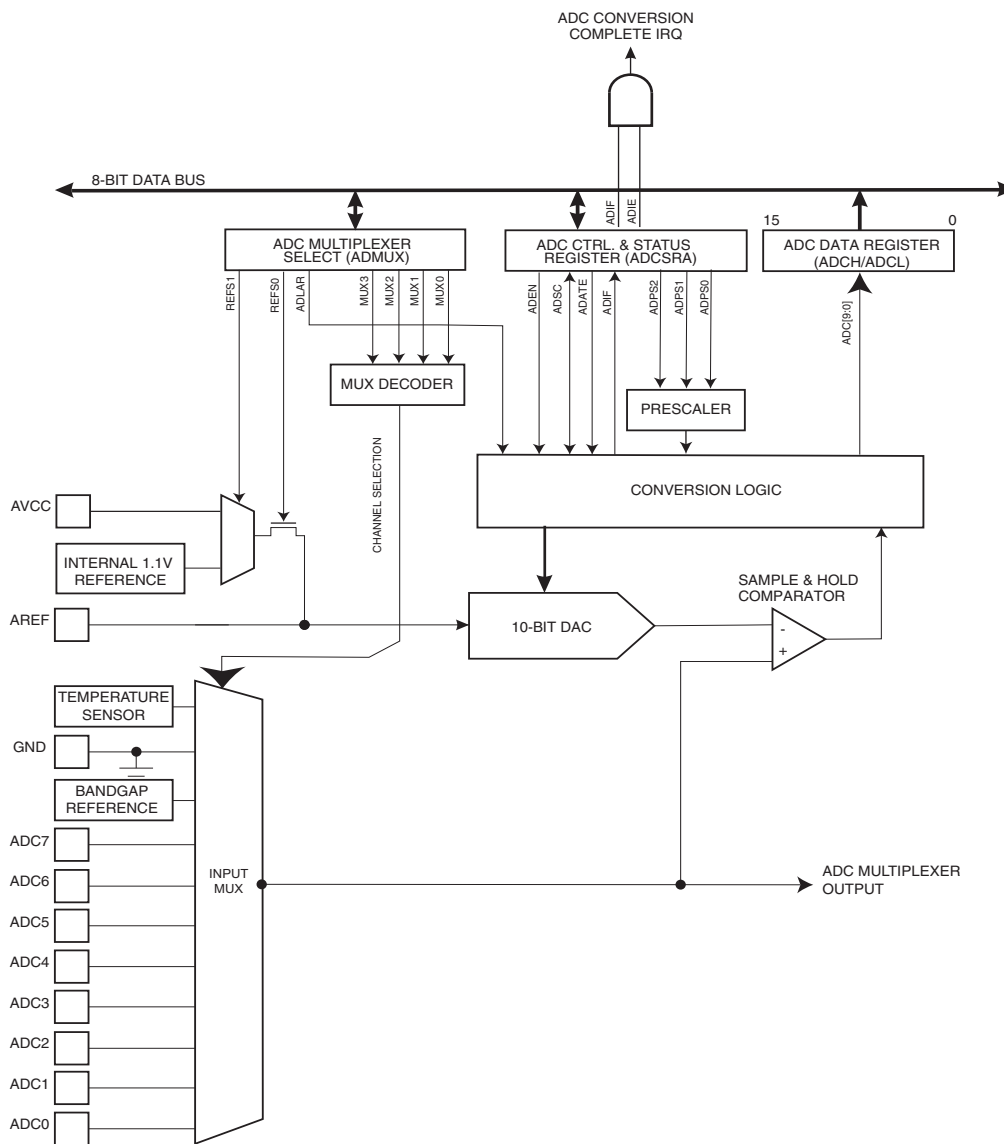 ADC CONVERSION
COMPLETE IRQ
8-BIT DATA BUS
ADIF
ADIE
15
0
ADC MULTIPLEXER
SELECT (ADMUX)
ADC CTRL. & STATUS
REGISTER (ADCSRA)
ADC DATA REGISTER
(ADCH/ADCL)
REFS1
REFS0
ADLAR
MUX3
MUX2
MUX1
MUX0
ADEN
ADSC
ADATE
ADIF
ADPS2
ADPS1
ADPS0
ADC[9:0]
MUX DECODER
PRESCALER
CHANNEL SELECTION
CONVERSION LOGIC
AVCC
INTERNAL 1.1V
REFERENCE
SAMPLE & HOLD
COMPARATOR
AREF
10-BIT DAC
-
+
TEMPERATURE
SENSOR
GND
BANDGAP
REFERENCE
ADC7
ADC6
INPUT
MUX
ADC MULTIPLEXER
OUTPUT
ADC5
ADC4
ADC3
ADC2
ADC1
ADC0